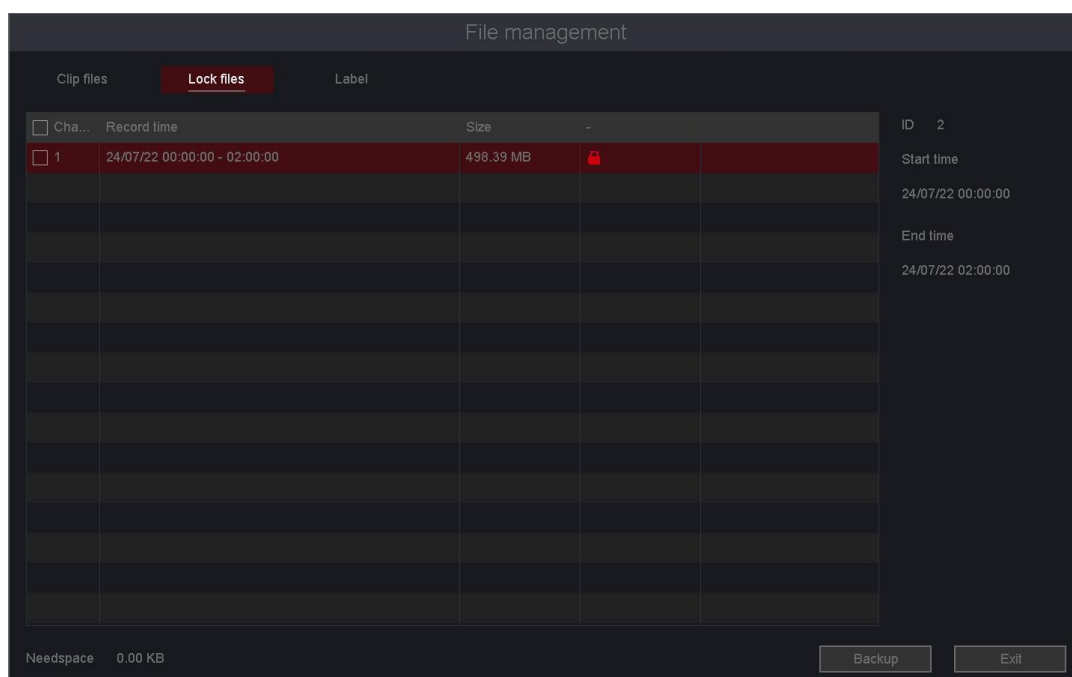 File management
Clip files Lock files Label
Cha... Record time Size -
1 24/07/22 00:00:00 - 02:00:00 498.39 MB
ID 2
Start time
24/07/22 00:00:00
End time
24/07/22 02:00:00
Needspace 0.00 KB Backup Exit